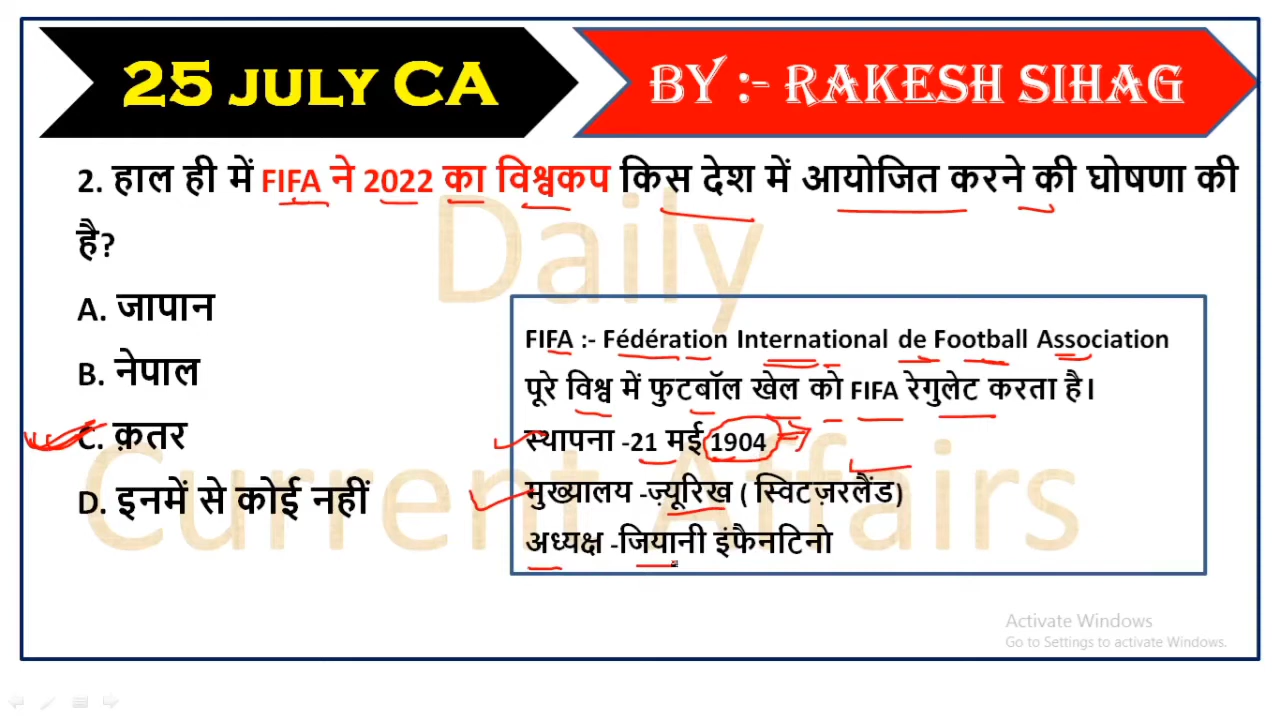 25 JULY CA
BY :- RAKESH SIHAG
2. हाल ही में FIFA ने 2022 का विश्वकप किस देश में आयोजित करने की घोषणा की
है?
A. जापान
B. नेपाल
C. क़तर
D. इनमें से कोई नहीं
Daily
Current Affairs
FIFA :- Fédération International de Football Association
पूरे विश्व में फुटबॉल खेल को FIFA रेगुलेट करता है।
स्थापना -21 मई 1904
मुख्यालय -ज़्यूरिख ( स्विटज़रलैंड)
अध्यक्ष -जियानी इंफैनटिनो
Activate Windows
Go to Settings to activate Windows.